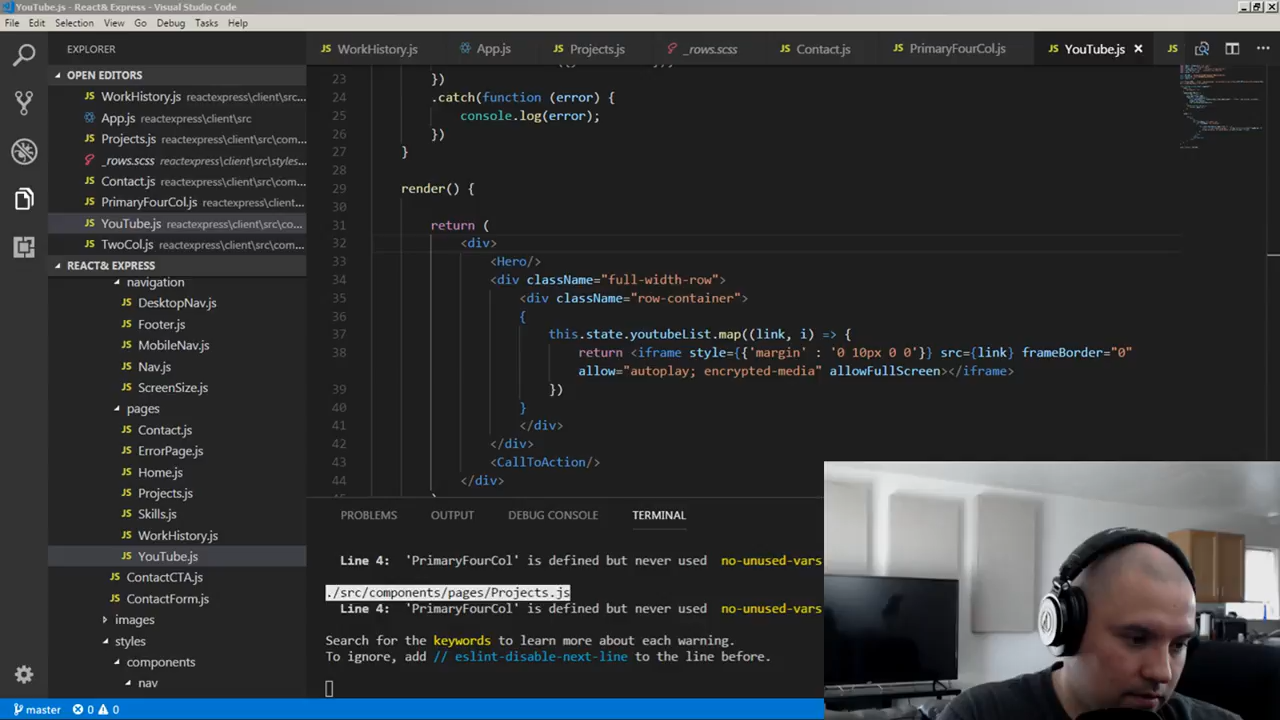 YouTube.js - React& Express - Visual Studio Code
File Edit Selection View Go Debug Tasks Help
EXPLORER
WorkHistory.js App.js Projects.js _rows.scss Contact.js PrimaryFourCol.js YouTube.js
OPEN EDITORS
WorkHistory.js reactexpress\client\src...
App.js reactexpress\client\src
Projects.js reactexpress\client\src\com...
_rows.scss reactexpress\client\src\styles...
Contact.js reactexpress\client\src\com...
PrimaryFourCol.js reactexpress\client...
YouTube.js reactexpress\client\src\co...
TwoCol.js reactexpress\client\src\com...
REACT& EXPRESS
navigation
DesktopNav.js
Footer.js
MobileNav.js
Nav.js
ScreenSize.js
pages
Contact.js
ErrorPage.js
Home.js
Projects.js
Skills.js
WorkHistory.js
YouTube.js
ContactCTA.js
ContactForm.js
images
styles
components
nav
23 })
24 .catch(function (error) {
25 console.log(error);
26 })
27 }
28
29 render() {
30
31 return (
32 <div>
33 <Hero/>
34 <div className="full-width-row">
35 <div className="row-container">
36 {
37 this.state.youtubeList.map((link, i) => {
38 return <iframe style={{'margin' : '0 10px 0 0'}} src={link} frameBorder="0"
allow="autoplay; encrypted-media" allowFullScreen></iframe>
39 })
40 }
41 </div>
42 </div>
43 <CallToAction/>
44 </div>
PROBLEMS OUTPUT DEBUG CONSOLE TERMINAL
Line 4: 'PrimaryFourCol' is defined but never used no-unused-vars
./src/components/pages/Projects.js
Line 4: 'PrimaryFourCol' is defined but never used no-unused-vars
Search for the keywords to learn more about each warning.
To ignore, add // eslint-disable-next-line to the line before.
master 0 0